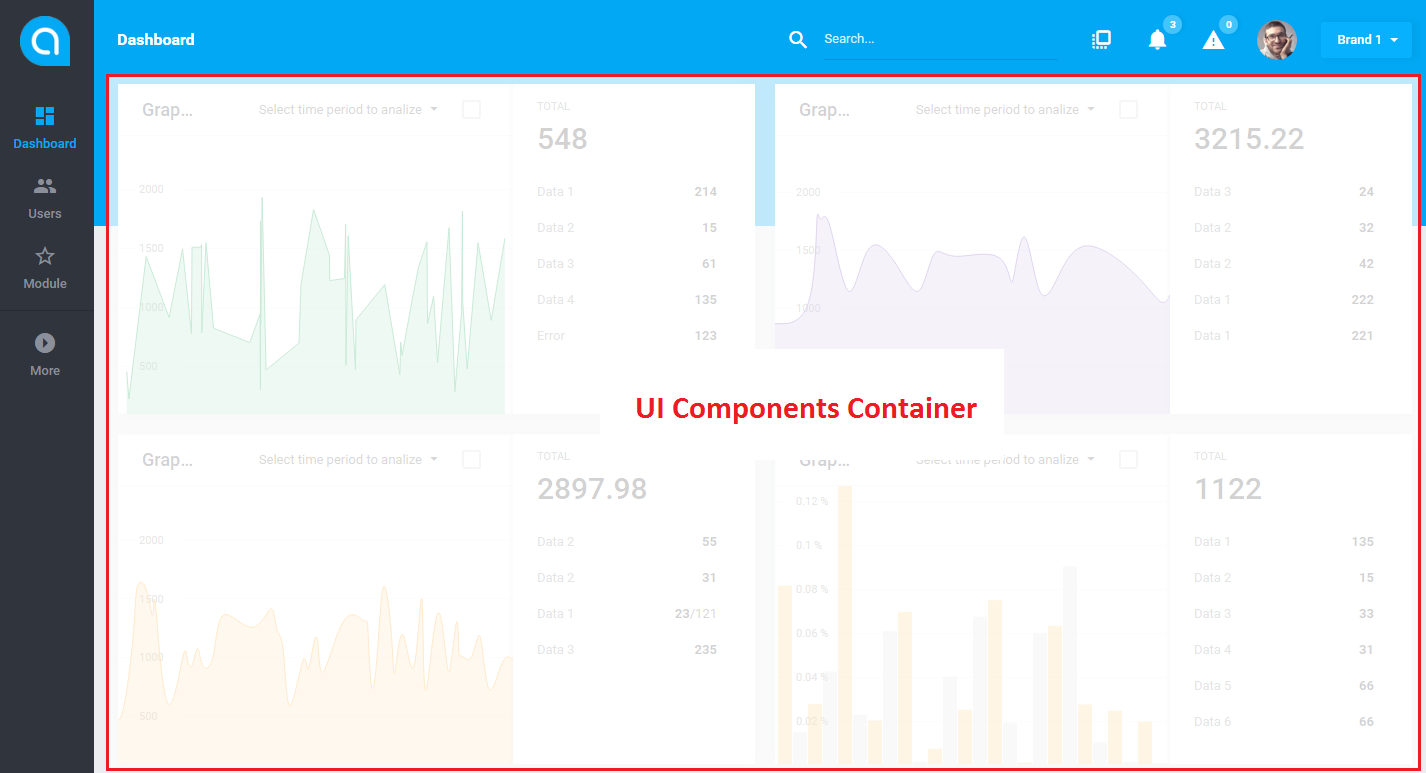 Dashboard
Search...
3
0
Brand 1
Dashboard
Users
Module
More
Grap...
Select time period to analize
2000
1500
1000
500
TOTAL
548
Data 1 214
Data 2 15
Data 3 61
Data 4 135
Error 123
Grap...
Select time period to analize
2000
1500
1000
TOTAL
3215.22
Data 3 24
Data 2 32
Data 2 42
Data 1 222
Data 1 221
UI Components Container
Grap...
Select time period to analize
2000
1500
1000
500
TOTAL
2897.98
Data 2 55
Data 2 31
Data 1 23/121
Data 3 235
Grap...
Select time period to analize
0.12 %
0.1 %
0.08 %
0.06 %
0.04 %
0.02 %
TOTAL
1122
Data 1 135
Data 2 15
Data 3 33
Data 4 31
Data 5 66
Data 6 66